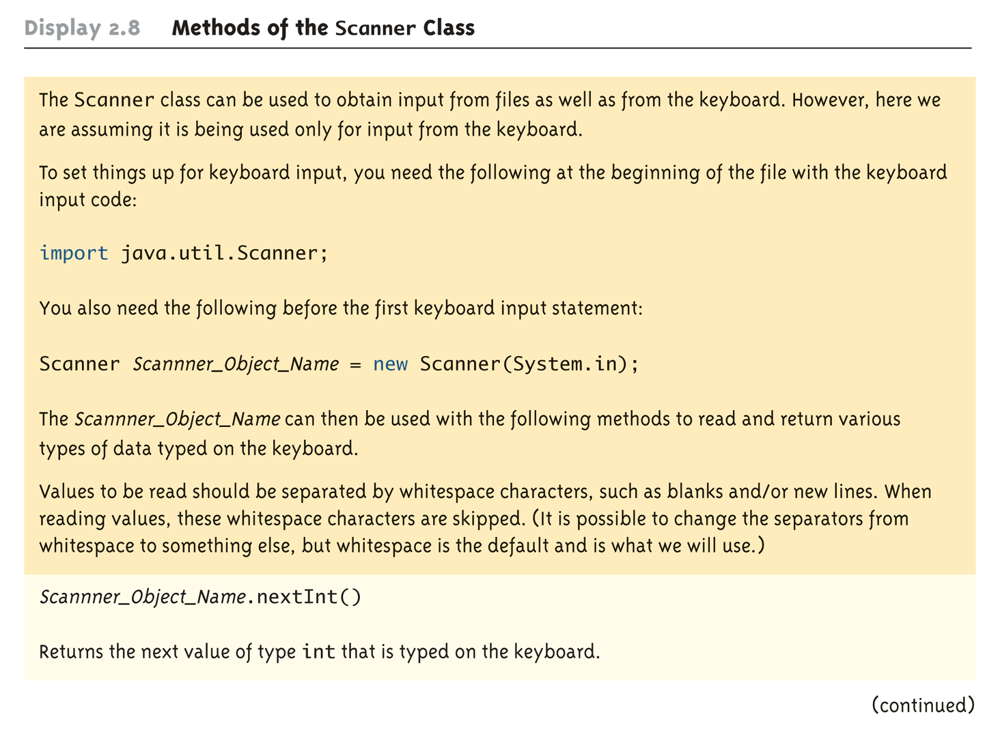 Display 2.8 Methods of the Scanner Class
The Scanner class can be used to obtain input from files as well as from the keyboard. However, here we
are assuming it is being used only for input from the keyboard.
To set things up for keyboard input, you need the following at the beginning of the file with the keyboard
input code:
import java.util.Scanner;
You also need the following before the first keyboard input statement:
Scanner Scannner_Object_Name = new Scanner(System.in);
The Scannner_Object_Name can then be used with the following methods to read and return various
types of data typed on the keyboard.
Values to be read should be separated by whitespace characters, such as blanks and/or new lines. When
reading values, these whitespace characters are skipped. (It is possible to change the separators from
whitespace to something else, but whitespace is the default and is what we will use.)
Scannner_Object_Name.nextInt()
Returns the next value of type int that is typed on the keyboard.
(continued)